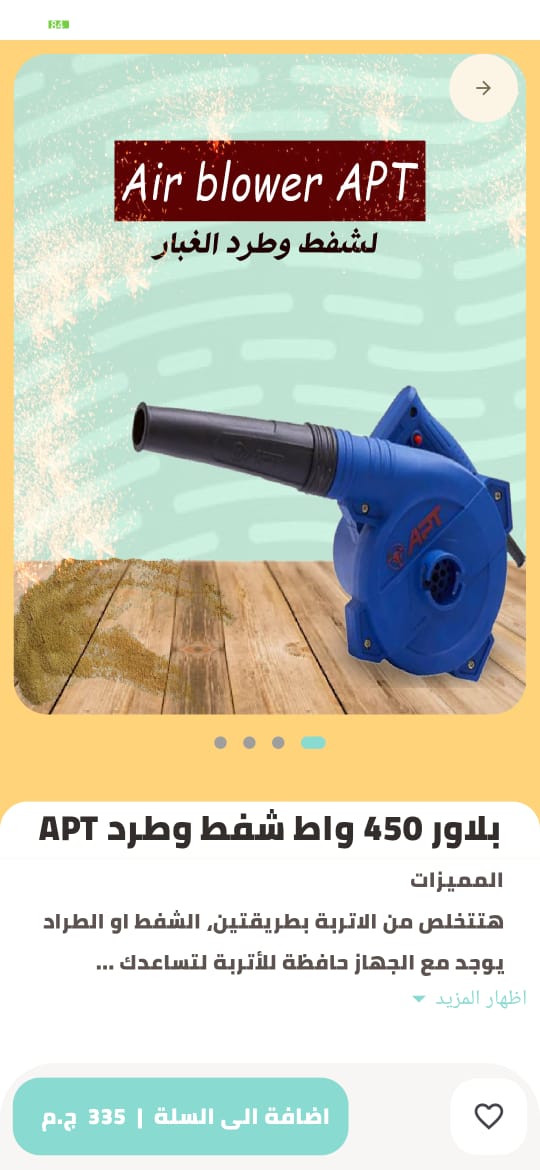 84
Air blower APT
لشفط وطرد الغبار
APT
بلاور 450 واط شفط وطرد APT
المميزات
هتتخلص من الاتربة بطريقتين، الشفط او الطراد
يوجد مع الجهاز حافظة للأتربة لتساعدك ...
اظهار المزيد
اضافة الى السلة | 335 ج.م